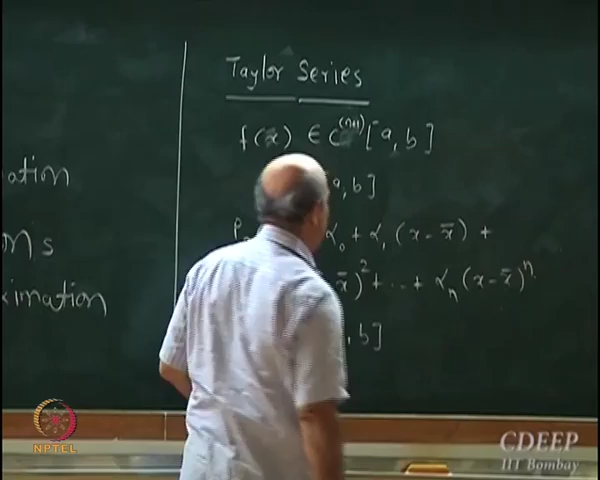 Taylor Series
f(x) ∈ C⁽ⁿ⁺¹⁾[a, b]
ation
a, b]
P α₀ + α₁ (x - x̄) +
ms
x̄)² + ... + αₙ (x - x̄)ⁿ
ximation
, b]
NPTEL
CDEEP
IIT Bombay